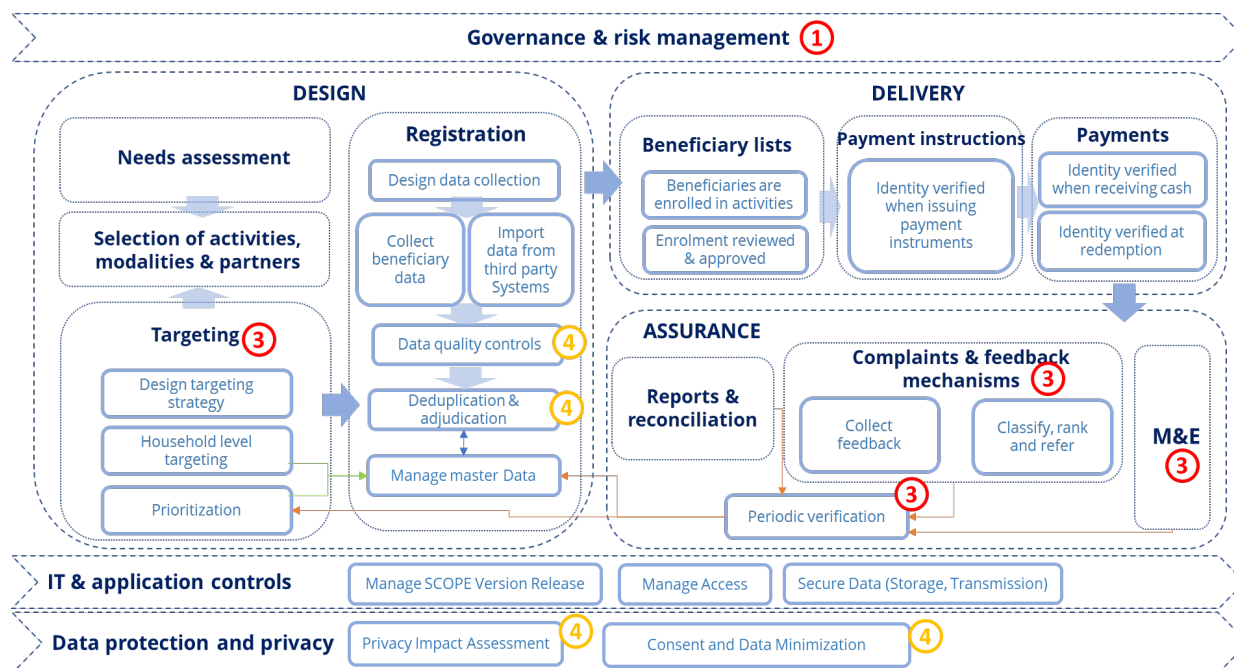 Governance & risk management 1
DESIGN
Needs assessment
Selection of activities,
modalities & partners
Targeting 3
Design targeting
strategy
Household level
targeting
Prioritization
Registration
Design data collection
Collect
beneficiary
data
Import
data from
third party
Systems
Data quality controls 4
Deduplication &
adjudication 4
Manage master Data
DELIVERY
Beneficiary lists
Beneficiaries are
enrolled in activities
Enrolment reviewed
& approved
Payment instructions
Identity verified
when issuing
payment
instruments
Payments
Identity verified
when receiving cash
Identity verified at
redemption
ASSURANCE
Reports &
reconciliation
Complaints & feedback
mechanisms 3
Collect
feedback
Classify, rank
and refer
Periodic verification 3
M&E
3
IT & application controls
Manage SCOPE Version Release
Manage Access
Secure Data (Storage, Transmission)
Data protection and privacy
Privacy Impact Assessment 4
Consent and Data Minimization 4